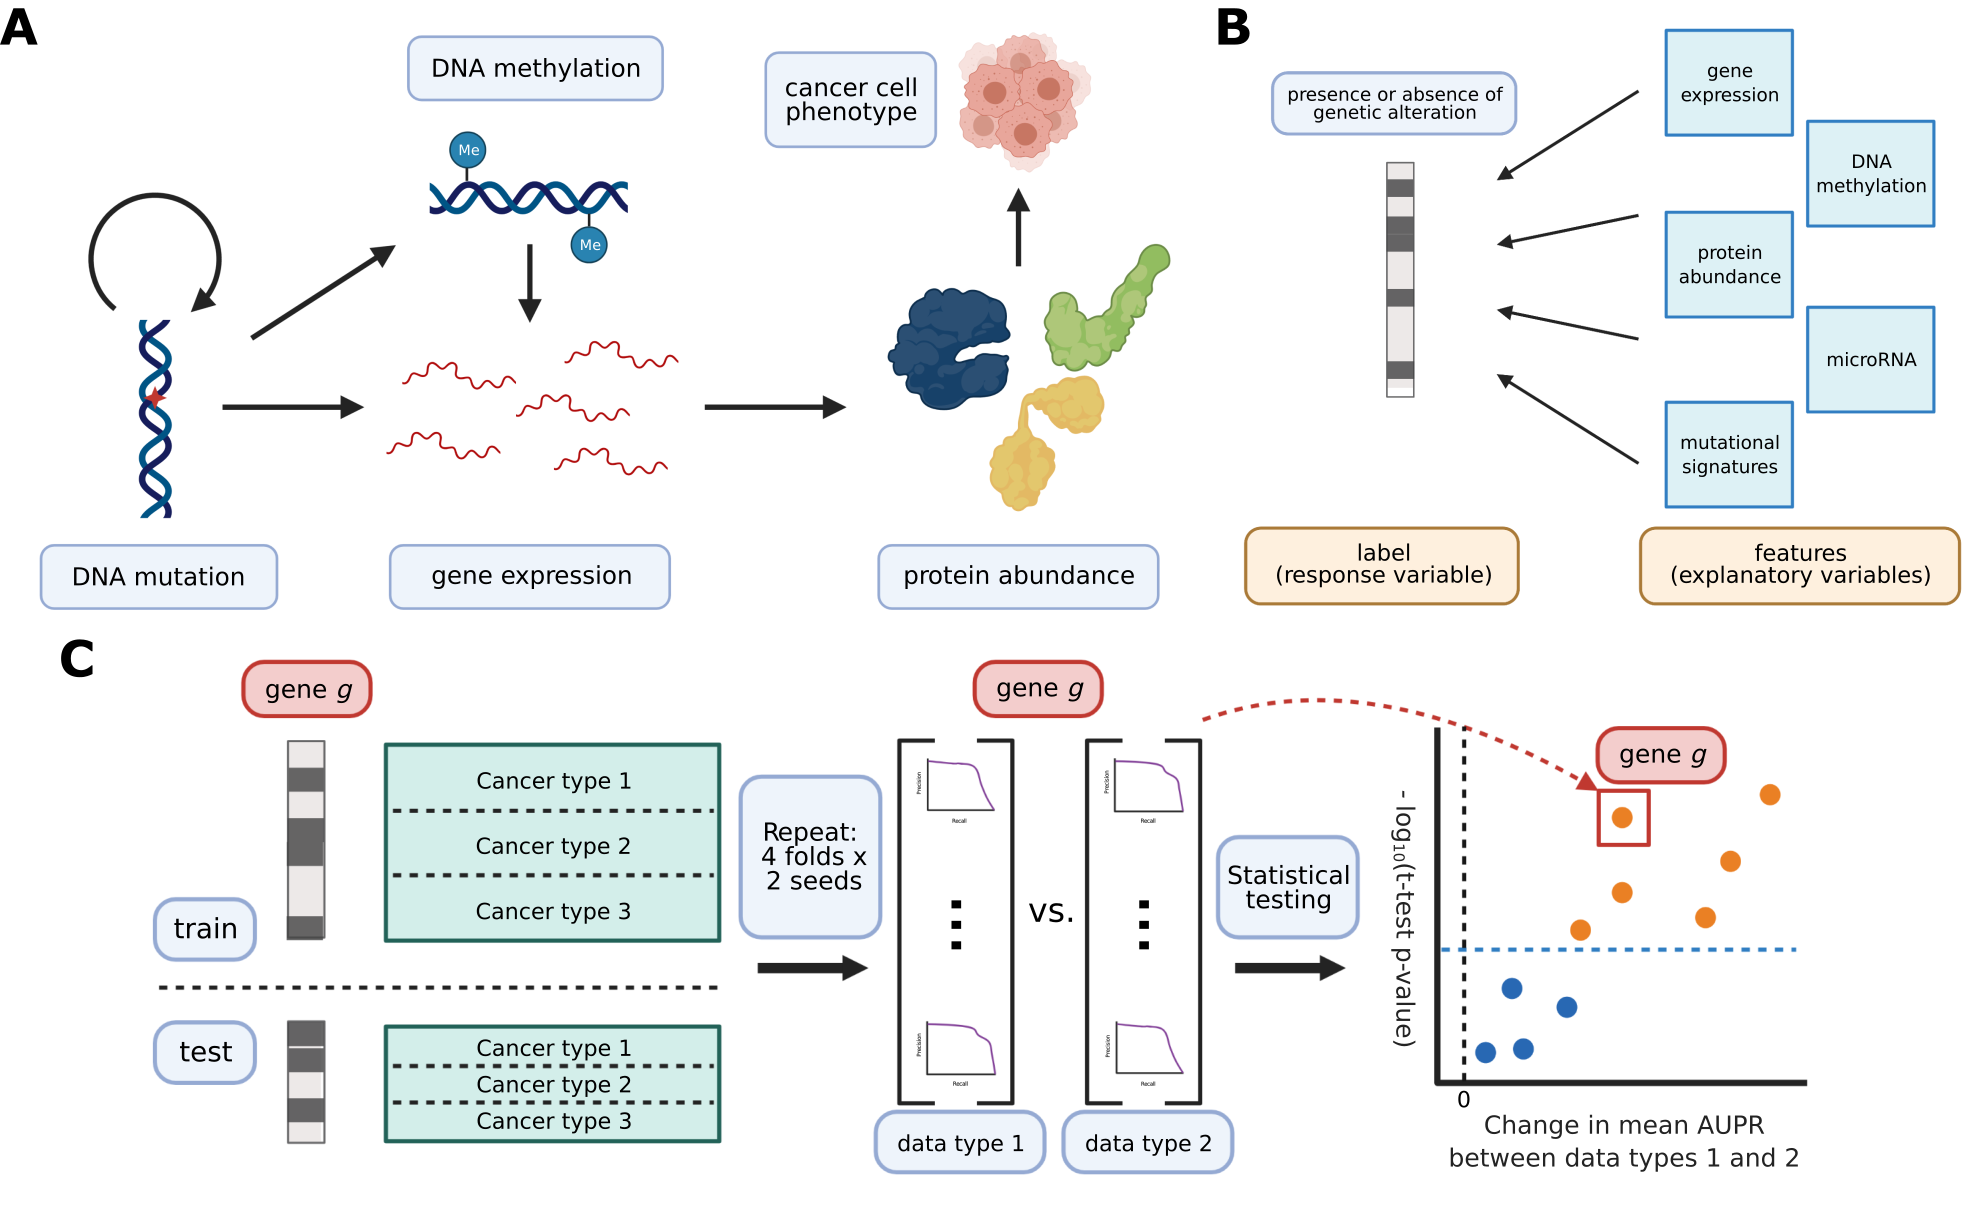 A
DNA methylation
cancer cell
phenotype
Me
Me
DNA mutation
gene expression
protein abundance
B
presence or absence of
genetic alteration
gene
expression
DNA
methylation
protein
abundance
microRNA
mutational
signatures
label
(response variable)
features
(explanatory variables)
C
gene g
train
Cancer type 1
Cancer type 2
Cancer type 3
test
Cancer type 1
Cancer type 2
Cancer type 3
Repeat:
4 folds x
2 seeds
gene g
Precision
Recall
Precision
Recall
vs.
Precision
Recall
Precision
Recall
data type 1
data type 2
Statistical
testing
gene g
- log10(t-test p-value)
0
Change in mean AUPR
between data types 1 and 2